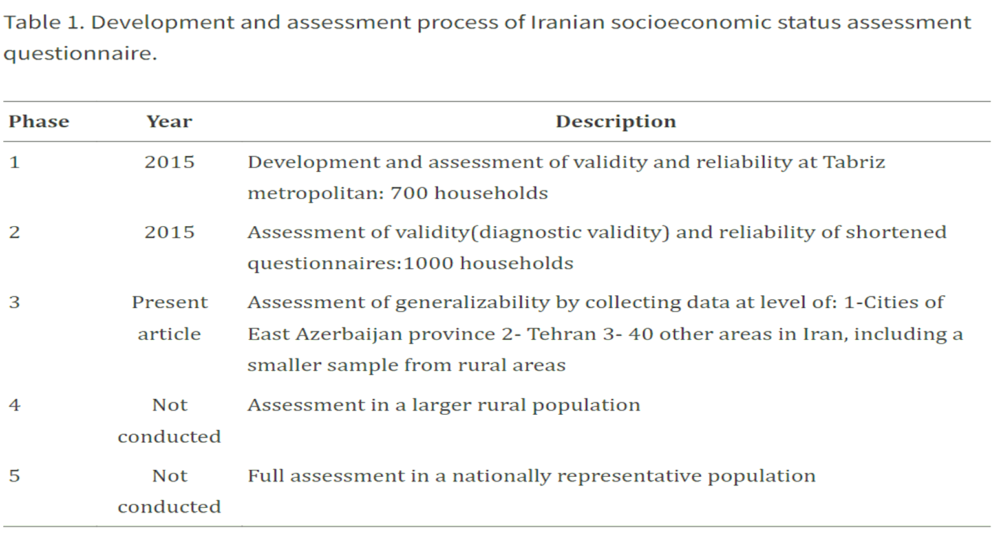 Table 1. Development and assessment process of Iranian socioeconomic status assessment
questionnaire.
Phase Year Description
1 2015 Development and assessment of validity and reliability at Tabriz
metropolitan: 700 households
2 2015 Assessment of validity(diagnostic validity) and reliability of shortened
questionnaires:1000 households
3 Present Assessment of generalizability by collecting data at level of: 1-Cities of
article East Azerbaijan province 2- Tehran 3- 40 other areas in Iran, including a
smaller sample from rural areas
4 Not Assessment in a larger rural population
conducted
5 Not Full assessment in a nationally representative population
conducted